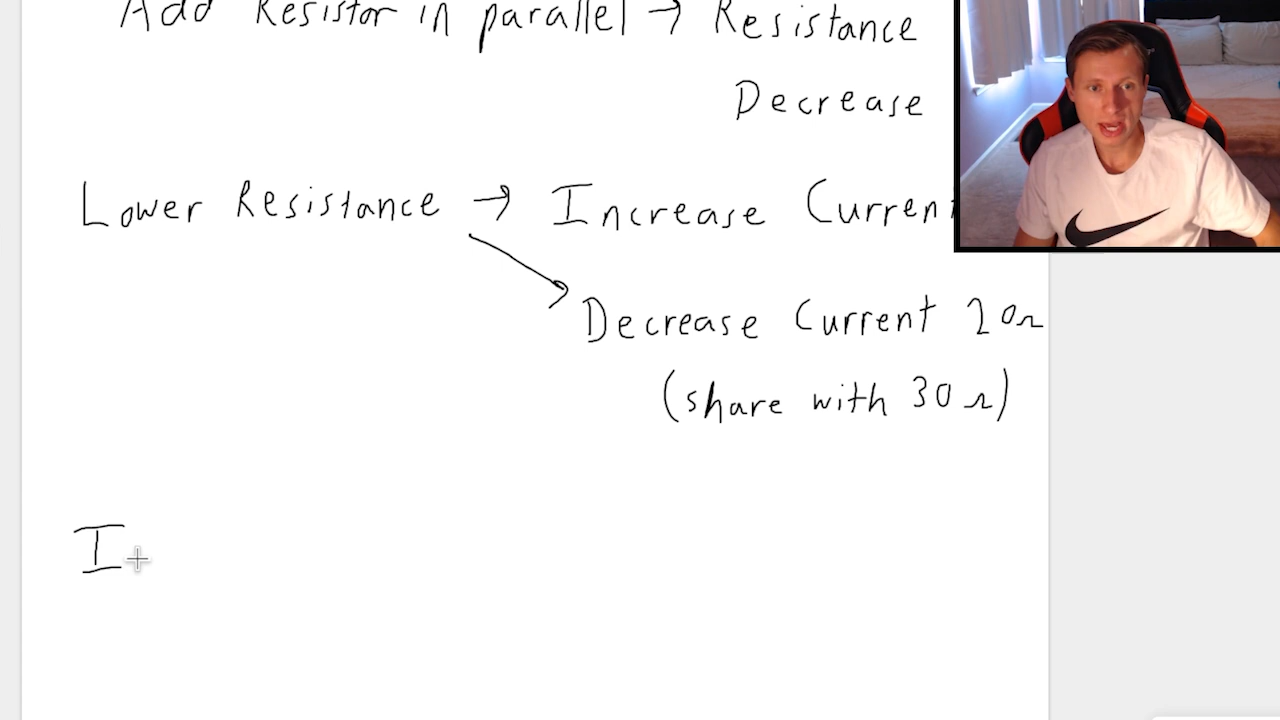 Add Resistor in parallel → Resistance
Decrease
Lower Resistance → Increase Current
Decrease Current 20Ω
(share with 30Ω)
I